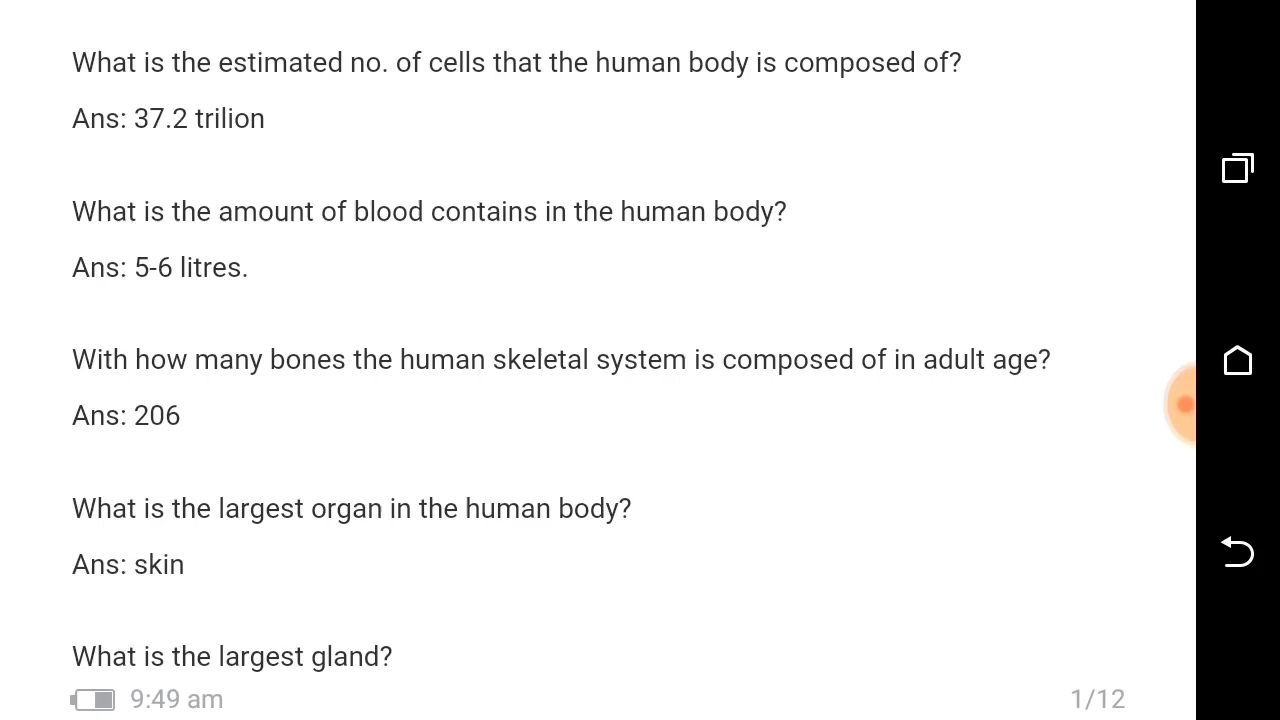 What is the estimated no. of cells that the human body is composed of?
Ans: 37.2 trilion
What is the amount of blood contains in the human body?
Ans: 5-6 litres.
With how many bones the human skeletal system is composed of in adult age?
Ans: 206
What is the largest organ in the human body?
Ans: skin
What is the largest gland?
9:49 am 1/12